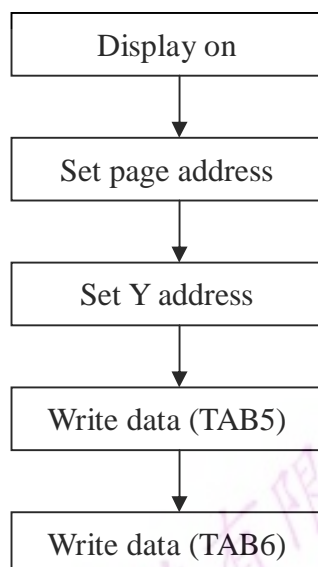 Display on
Set page address
Set Y address
Write data (TAB5)
Write data (TAB6)